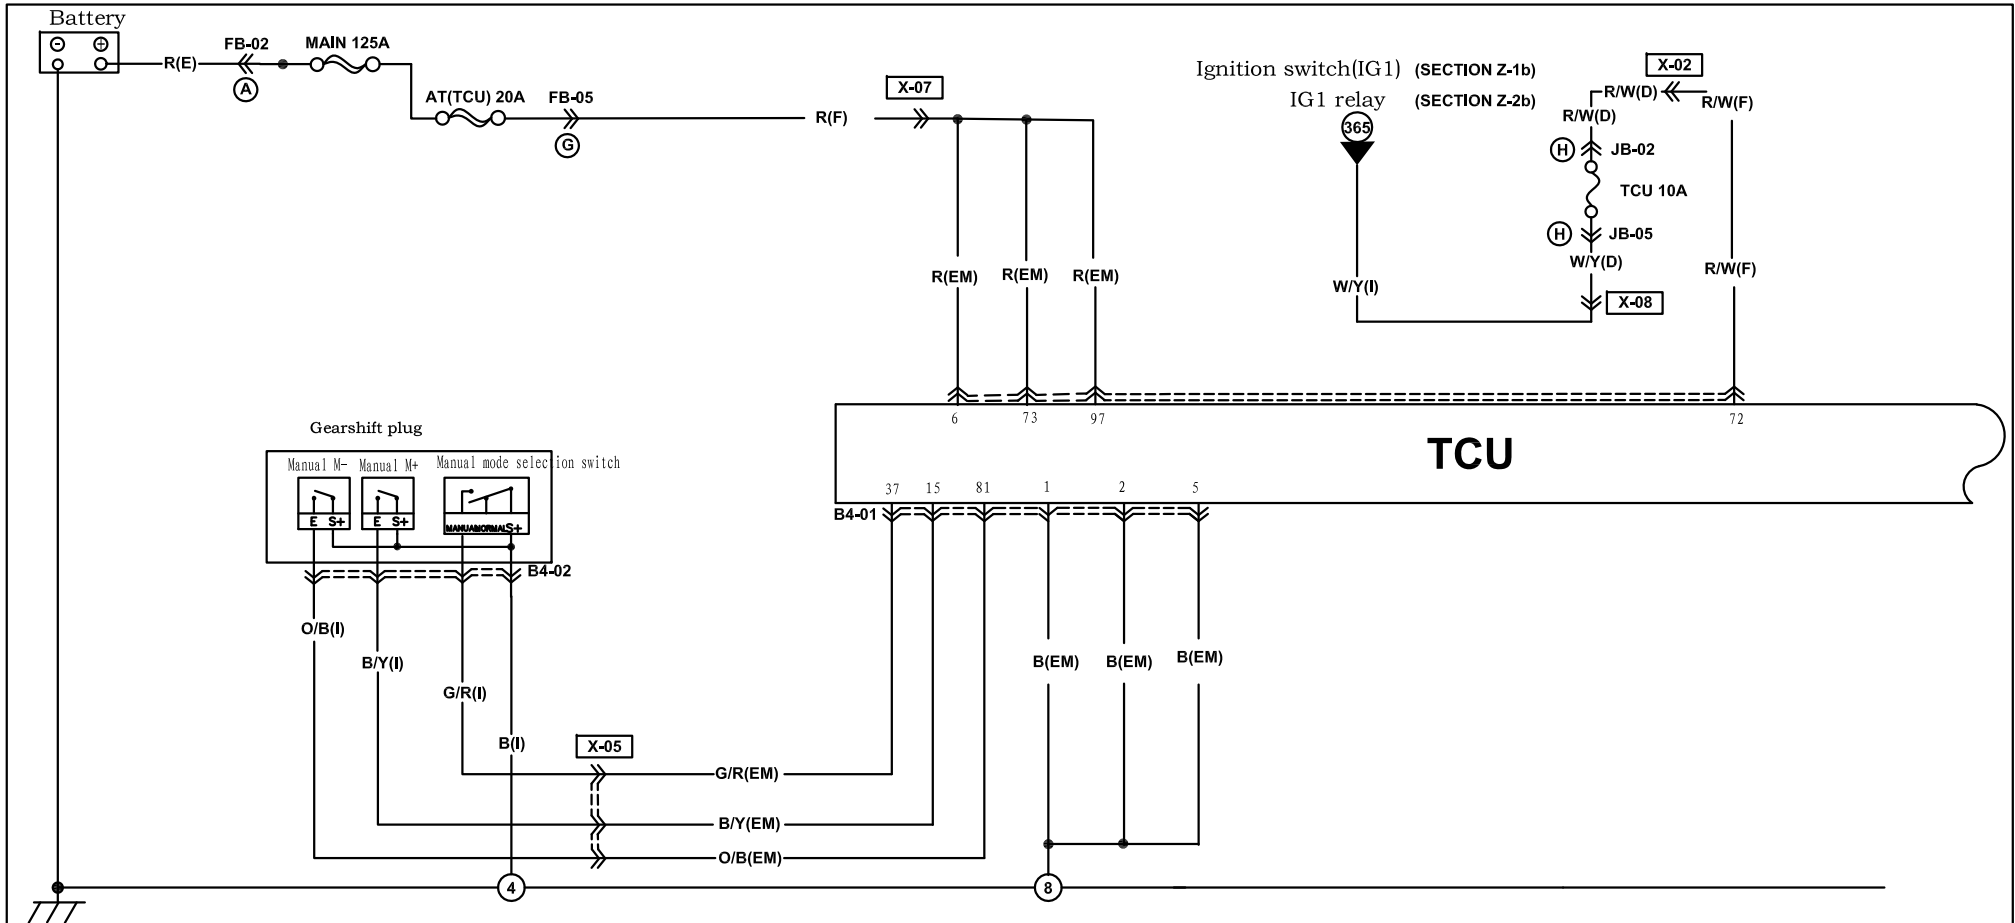 Battery
- +
R(E)
FB-02
A
MAIN 125A
AT(TCU) 20A
FB-05
G
R(F)
X-07
Ignition switch(IG1) (SECTION Z-1b)
IG1 relay (SECTION Z-2b)
365
X-02
R/W(D)
R/W(F)
R/W(D)
H
JB-02
TCU 10A
H
JB-05
W/Y(D)
R/W(F)
X-08
W/Y(I)
R(EM)
R(EM)
R(EM)
6 73 97 72
TCU
37 15 81 1 2 5
B4-01
Gearshift plug
Manual M- Manual M+ Manual mode selection switch
E S+
E S+
MANUALNORMALS+
B4-02
O/B(I)
B/Y(I)
G/R(I)
B(I)
B(EM)
B(EM)
B(EM)
X-05
G/R(EM)
B/Y(EM)
O/B(EM)
4
8